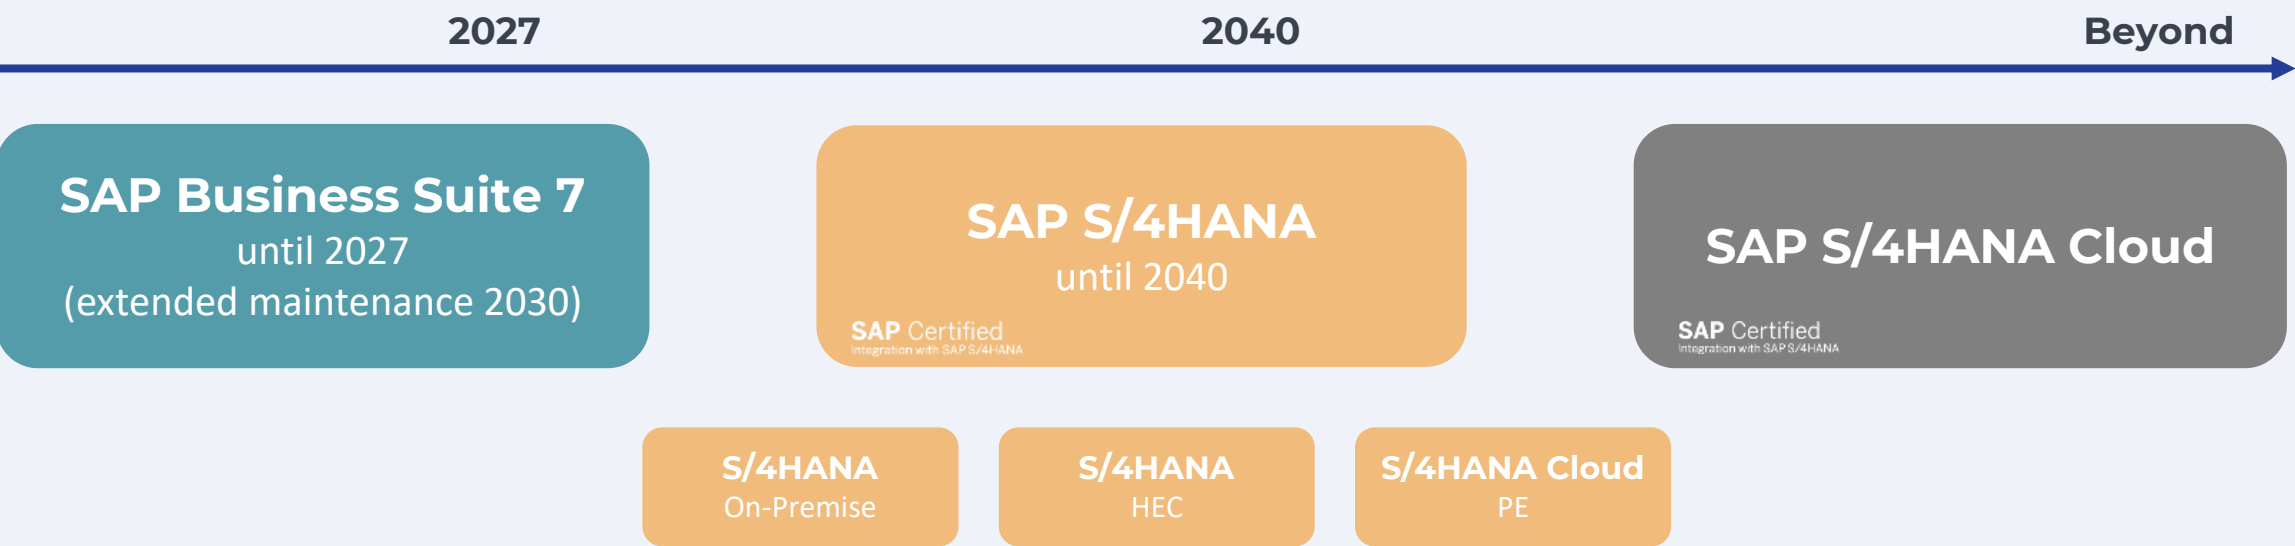 2027
2040
Beyond
SAP Business Suite 7
until 2027
(extended maintenance 2030)
SAP S/4HANA
until 2040
SAP Certified
Integration with SAP S/4HANA
SAP S/4HANA Cloud
SAP Certified
Integration with SAP S/4HANA
S/4HANA
On-Premise
S/4HANA
HEC
S/4HANA Cloud
PE